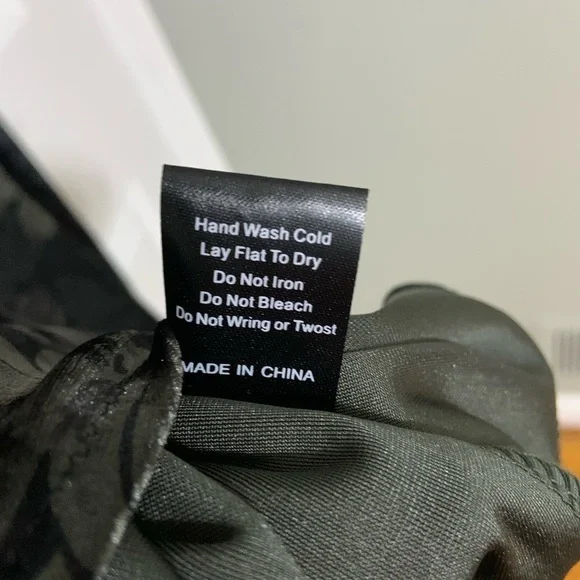 Hand Wash Cold
Lay Flat To Dry
Do Not Iron
Do Not Bleach
Do Not Wring or Twost
MADE IN CHINA